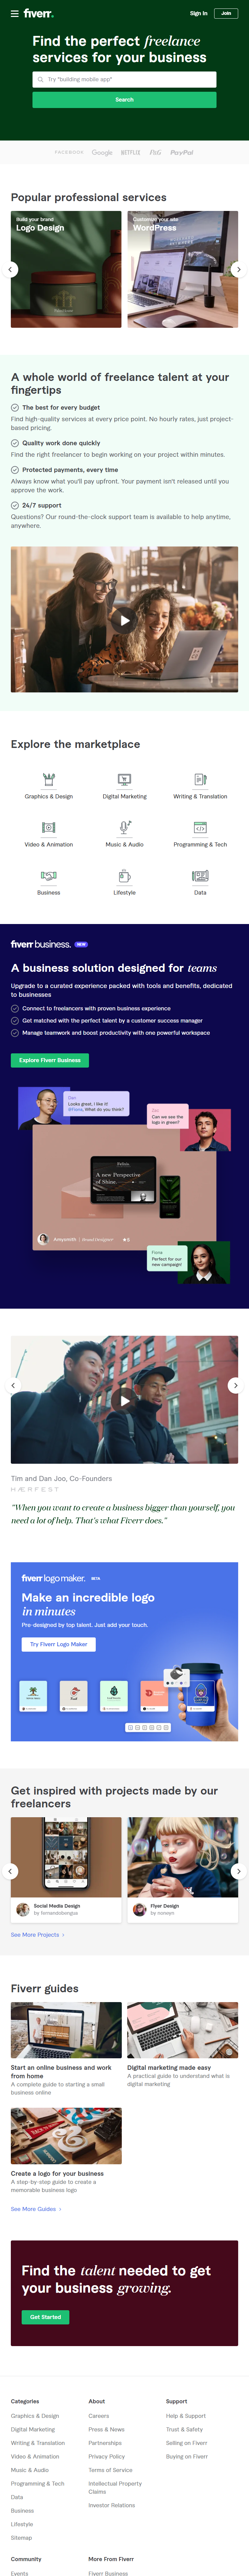 fiverr.
Sign In
Join
Find the perfect freelance
services for your business
Try "building mobile app"
Search
FACEBOOK
Google
NETFLIX
P&G
PayPal
Popular professional services
Build your brand
Logo Design
Customize your site
WordPress
A whole world of freelance talent at your
fingertips
The best for every budget
Find high-quality services at every price point. No hourly rates, just project-
based pricing.
Quality work done quickly
Find the right freelancer to begin working on your project within minutes.
Protected payments, every time
Always know what you'll pay upfront. Your payment isn't released until you
approve the work.
24/7 support
Questions? Our round-the-clock support team is available to help anytime,
anywhere.
Explore the marketplace
Graphics & Design
Digital Marketing
Writing & Translation
Video & Animation
Music & Audio
Programming & Tech
Business
Lifestyle
Data
fiverr business.
NEW
A business solution designed for teams
Upgrade to a curated experience packed with tools and benefits, dedicated
to businesses
Connect to freelancers with proven business experience
Get matched with the perfect talent by a customer success manager
Manage teamwork and boost productivity with one powerful workspace
Explore Fiverr Business
Looks great, I like it!
What do you think?
Can we see the
logo in green?
a New Perspective
of Shine.
Brand Designer
5
Fiona
Perfect for our
new campaign!
Tim and Dan Joo, Co-Founders
HÆRFEST
"When you want to create a business bigger than yourself, you
need a lot of help. That's what Fiverr does."
fiverr logo maker.
BETA
Make an incredible logo
in minutes
Pre-designed by top talent. Just add your touch.
Try Fiverr Logo Maker
Get inspired with projects made by our
freelancers
Social Media Design
by fernandobengua
Flyer Design
by nonseyn
See More Projects
Fiverr guides
Start an online business and work
from home
A complete guide to starting a small
business online
Digital marketing made easy
A practical guide to understand what is
digital marketing
Create a logo for your business
A step-by-step guide to create a
memorable business logo
See More Guides
Find the talent needed to get
your business growing.
Get Started
Categories
Graphics & Design
Digital Marketing
Writing & Translation
Video & Animation
Music & Audio
Programming & Tech
Data
Business
Lifestyle
Sitemap
About
Careers
Press & News
Partnerships
Privacy Policy
Terms of Service
Intellectual Property
Claims
Investor Relations
Support
Help & Support
Trust & Safety
Selling on Fiverr
Buying on Fiverr
Community
Events
More From Fiverr
Fiverr Business